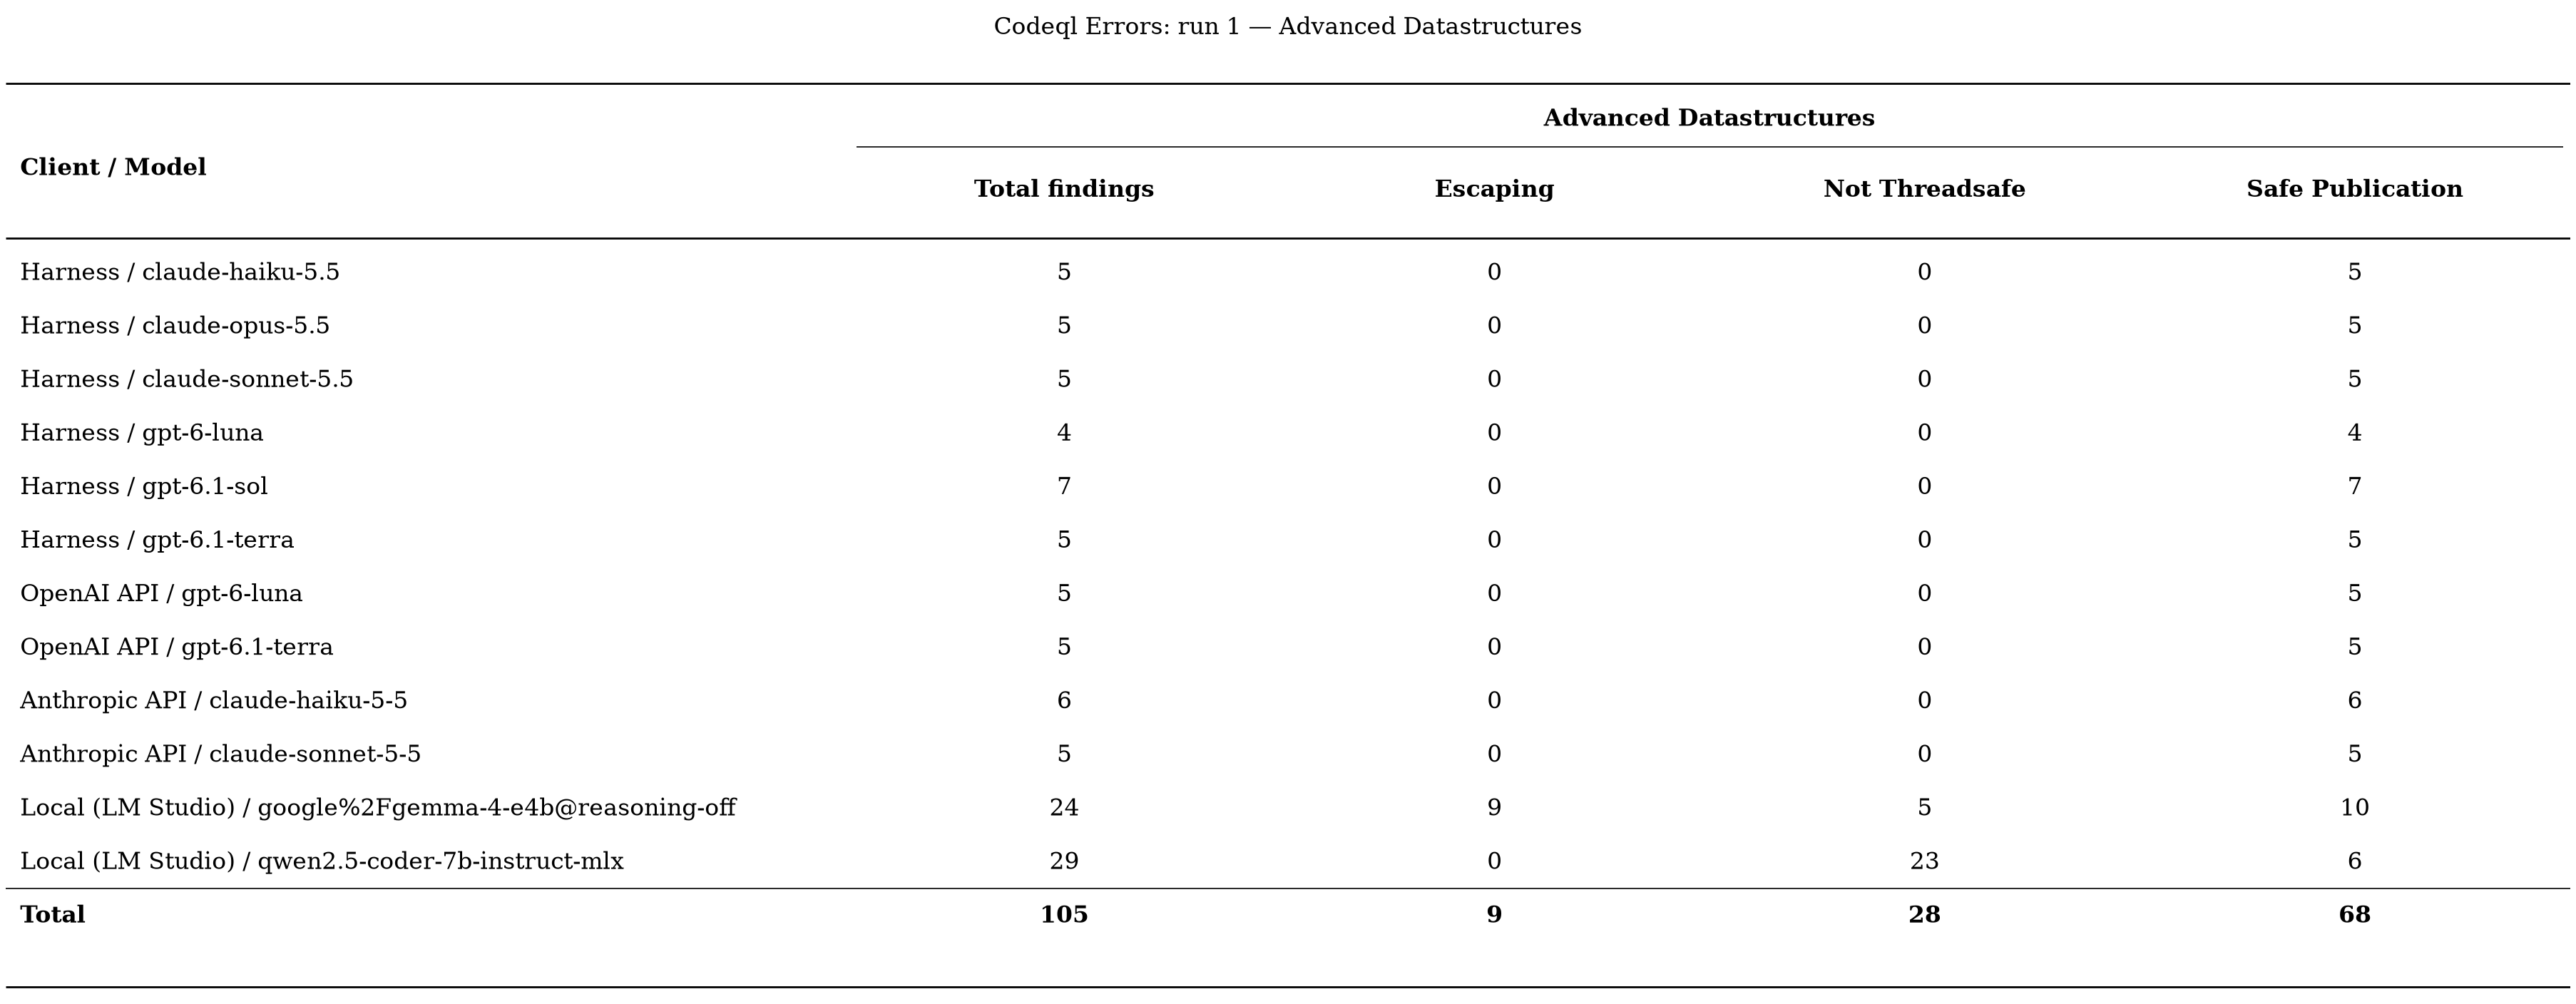 Codeql Errors: run 1 — Advanced Datastructures
Advanced Datastructures
Client / Model
Total findings Escaping Not Threadsafe Safe Publication
Harness / claude-haiku-5.5 5 0 0 5
Harness / claude-opus-5.5 5 0 0 5
Harness / claude-sonnet-5.5 5 0 0 5
Harness / gpt-6-luna 4 0 0 4
Harness / gpt-6.1-sol 7 0 0 7
Harness / gpt-6.1-terra 5 0 0 5
OpenAI API / gpt-6-luna 5 0 0 5
OpenAI API / gpt-6.1-terra 5 0 0 5
Anthropic API / claude-haiku-5-5 6 0 0 6
Anthropic API / claude-sonnet-5-5 5 0 0 5
Local (LM Studio) / google%2Fgemma-4-e4b@reasoning-off 24 9 5 10
Local (LM Studio) / qwen2.5-coder-7b-instruct-mlx 29 0 23 6
Total 105 9 28 68